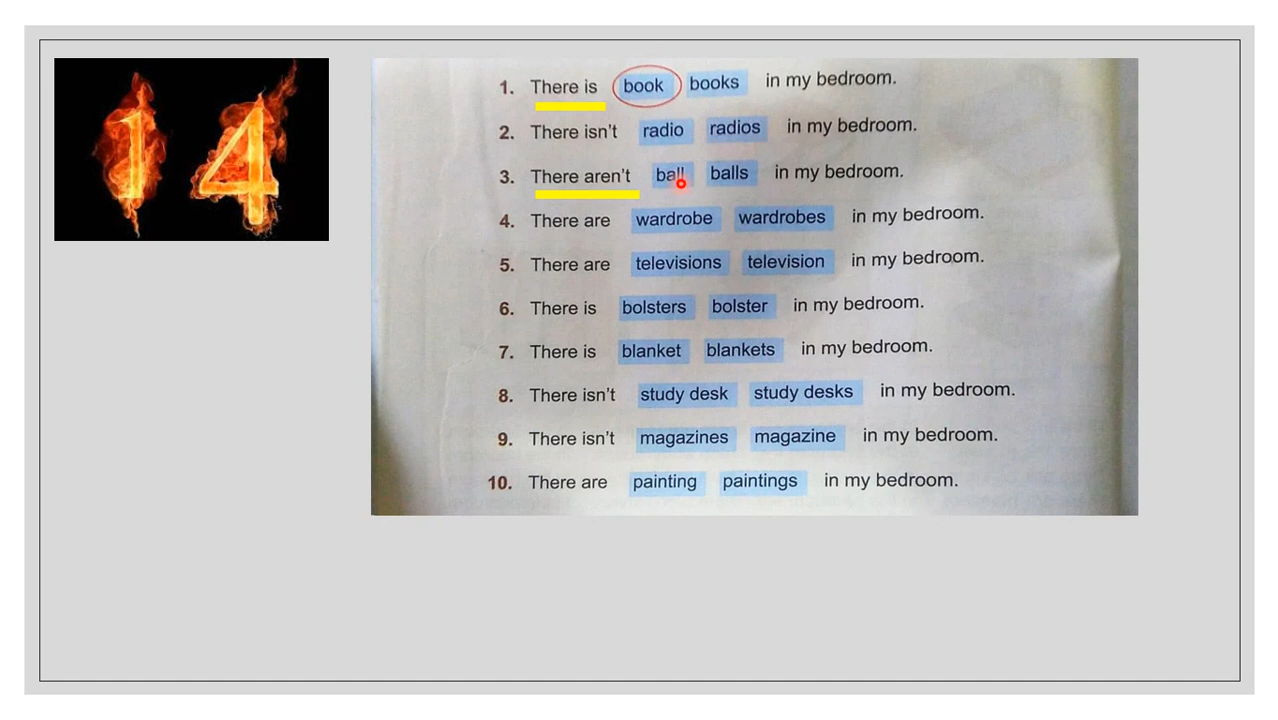 14
1. There is book books in my bedroom.
2. There isn't radio radios in my bedroom.
3. There aren't ball balls in my bedroom.
4. There are wardrobe wardrobes in my bedroom.
5. There are televisions television in my bedroom.
6. There is bolsters bolster in my bedroom.
7. There is blanket blankets in my bedroom.
8. There isn't study desk study desks in my bedroom.
9. There isn't magazines magazine in my bedroom.
10. There are painting paintings in my bedroom.